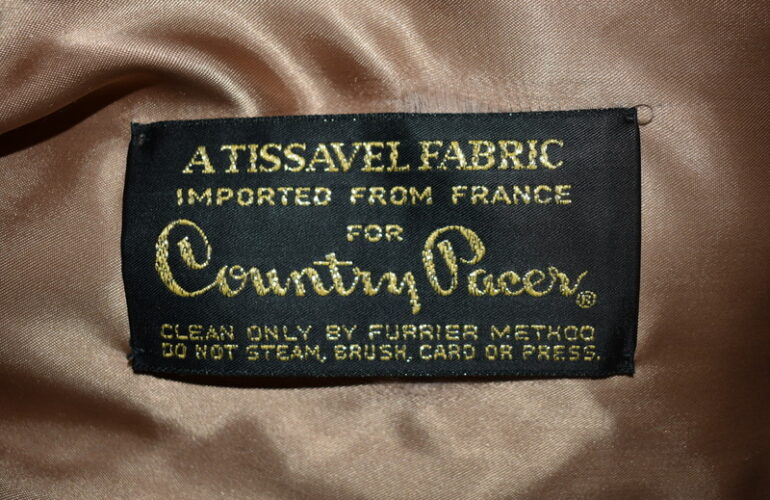 A TISSAVEL FABRIC
IMPORTED FROM FRANCE
FOR
Country Pacer®
CLEAN ONLY BY FURRIER METHOD
DO NOT STEAM, BRUSH, CARD OR PRESS.